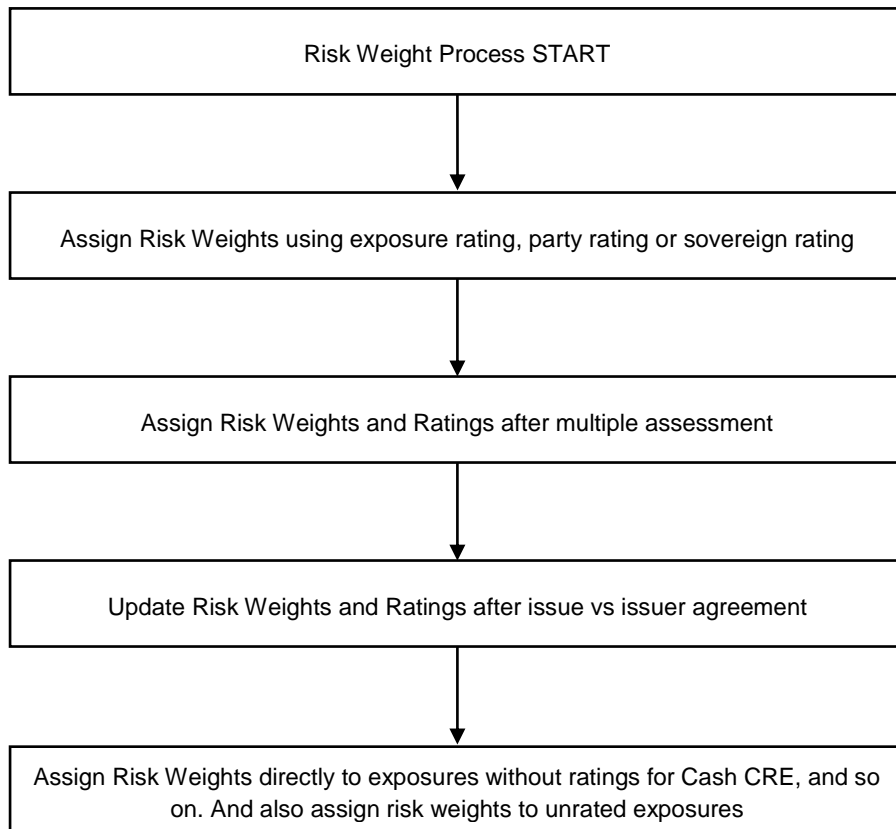 Risk Weight Process START
Assign Risk Weights using exposure rating, party rating or sovereign rating
Assign Risk Weights and Ratings after multiple assessment
Update Risk Weights and Ratings after issue vs issuer agreement
Assign Risk Weights directly to exposures without ratings for Cash CRE, and so
on. And also assign risk weights to unrated exposures